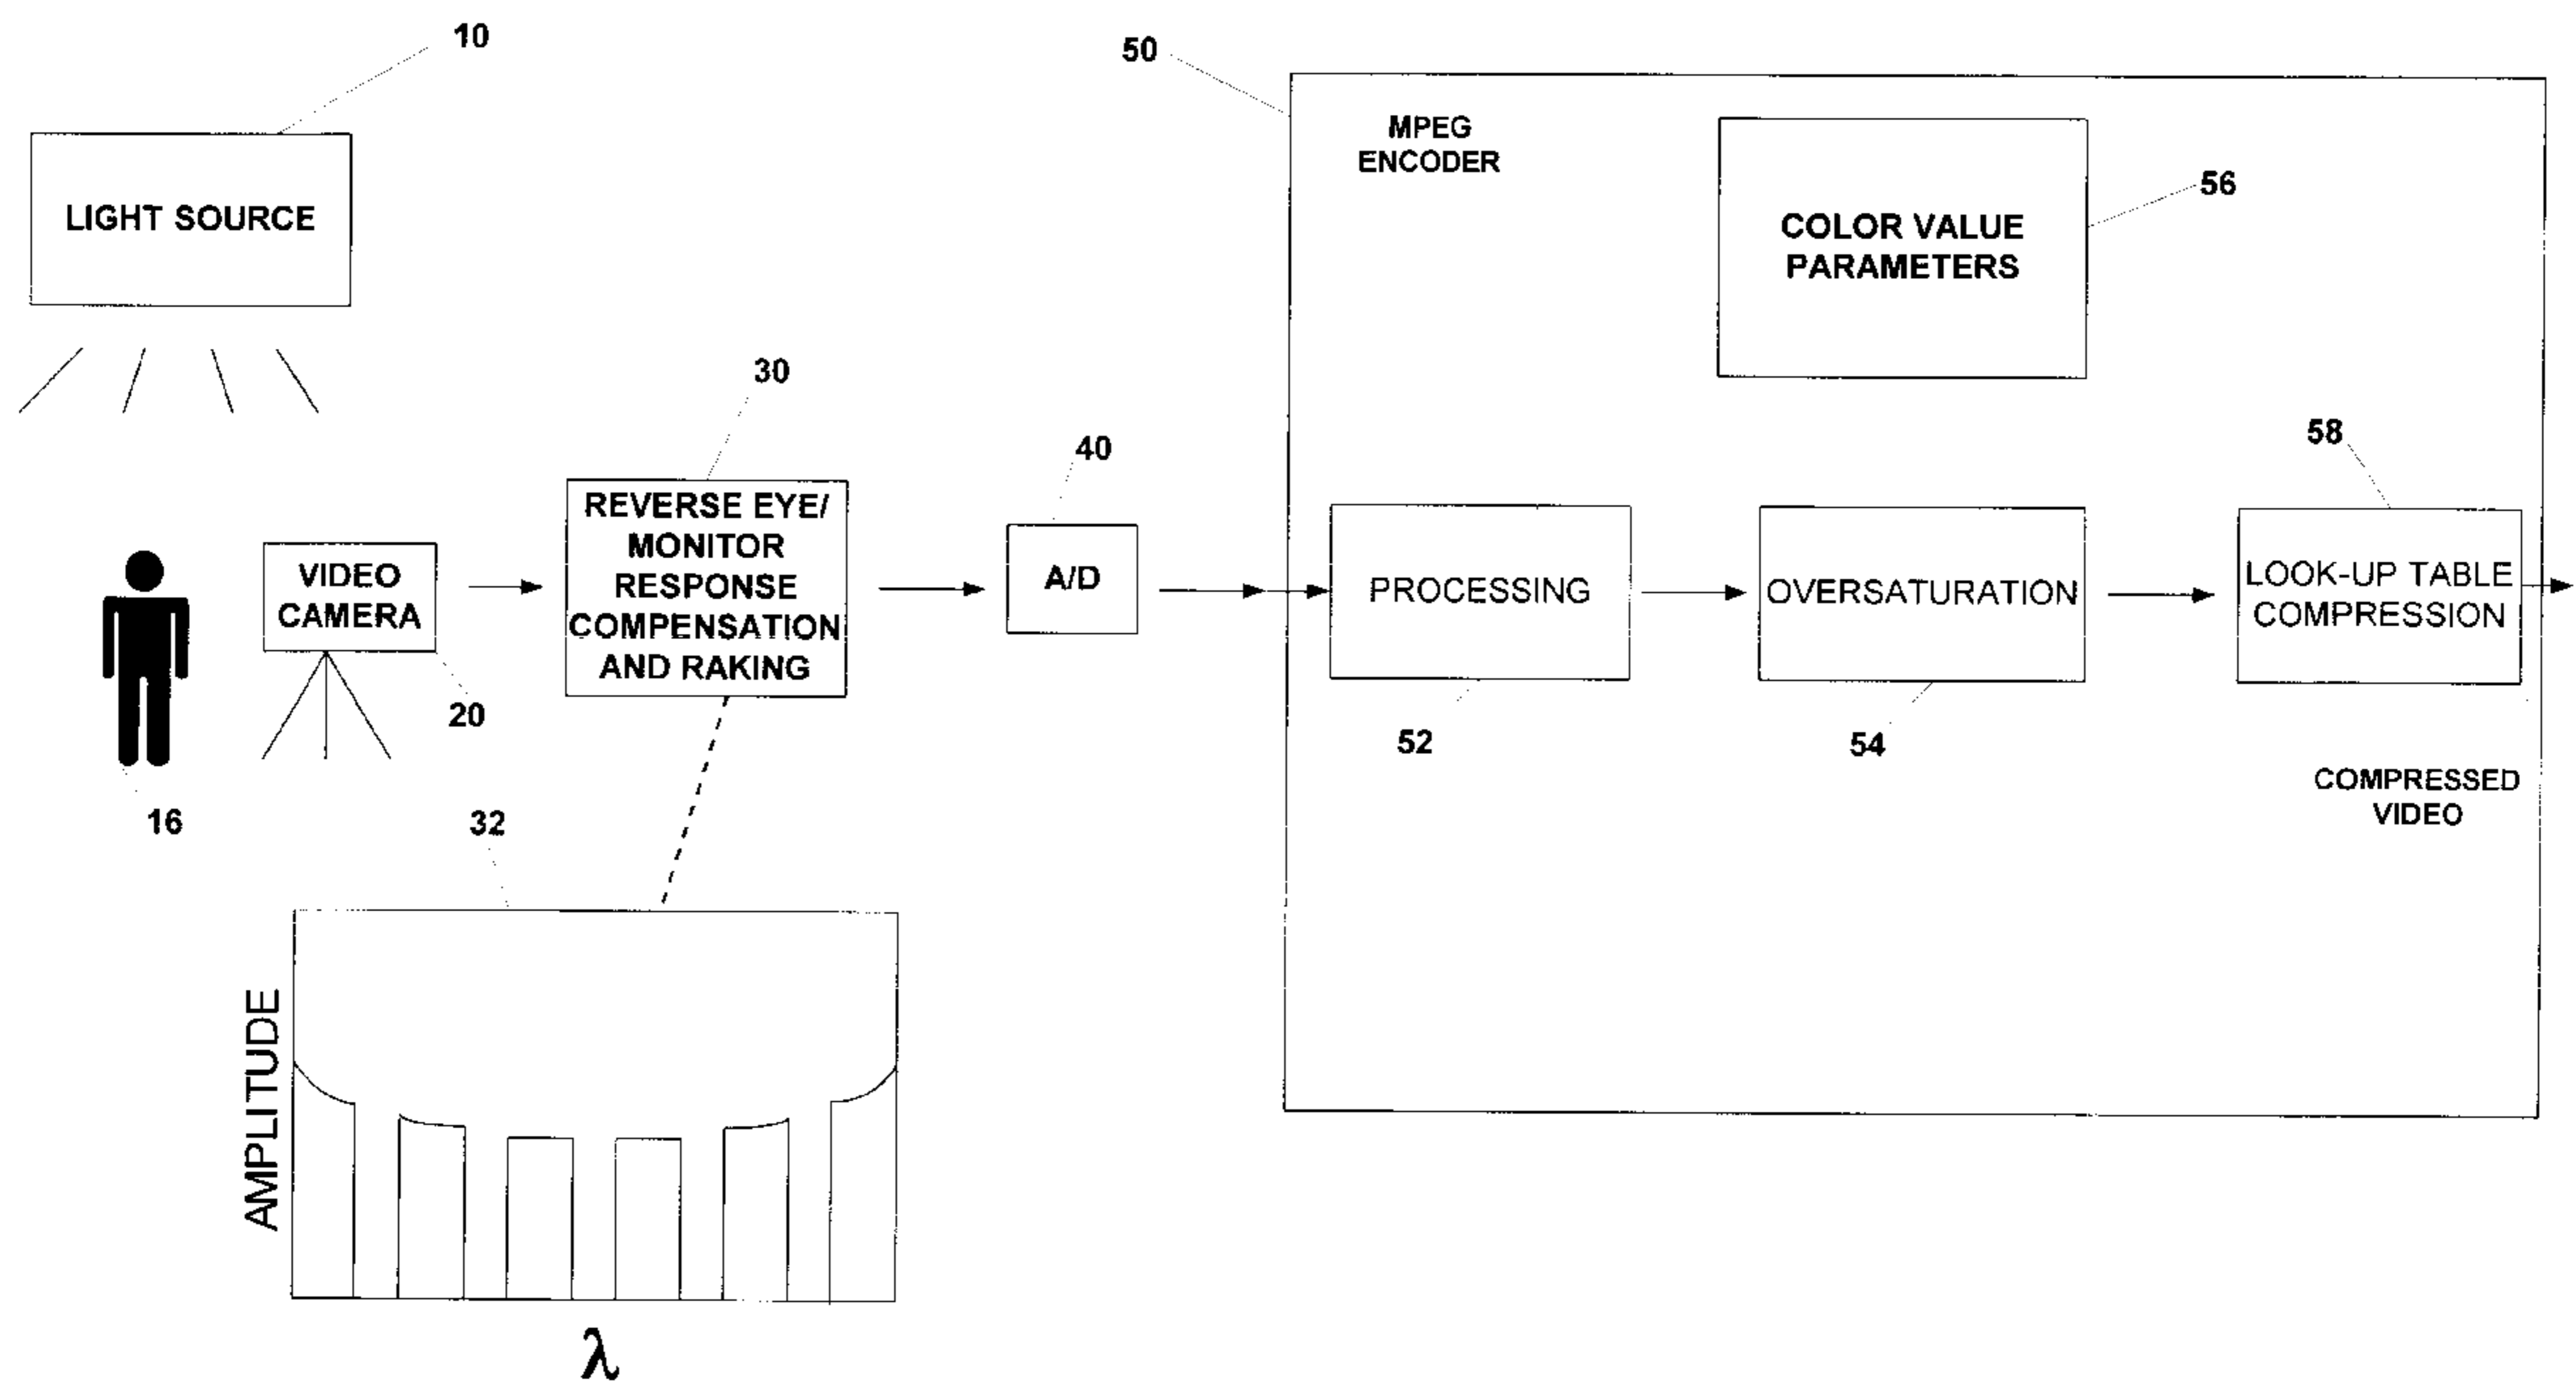 10
LIGHT SOURCE
50
MPEG
ENCODER
COLOR VALUE
PARAMETERS
56
30
REVERSE EYE/
MONITOR
RESPONSE
COMPENSATION
AND RAKING
40
A/D
58
PROCESSING
OVERSATURATION
LOOK-UP TABLE
COMPRESSION
VIDEO
CAMERA
20
16
52
54
COMPRESSED
VIDEO
32
AMPLITUDE
λ